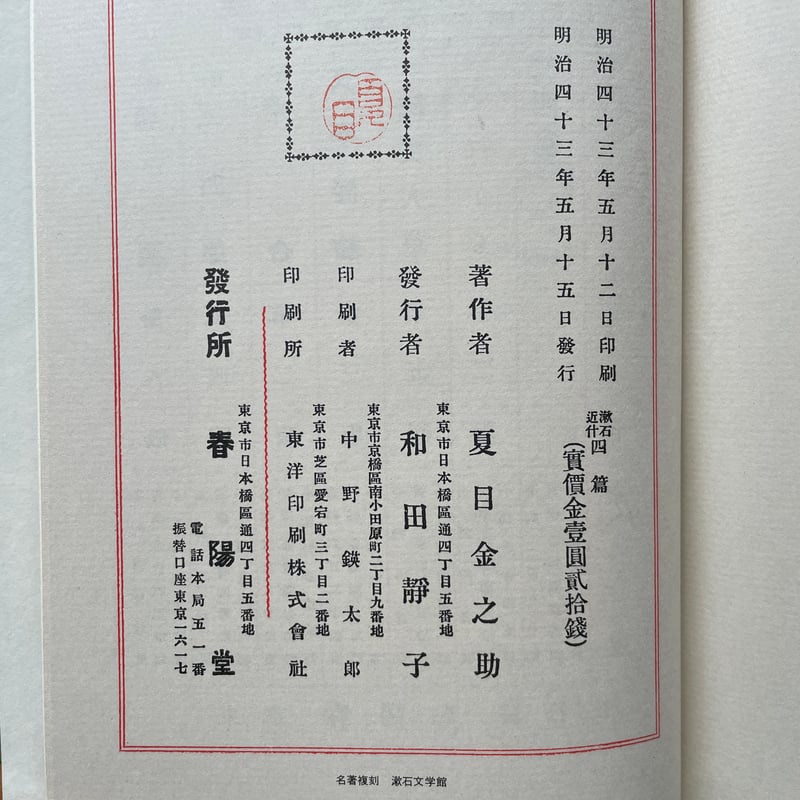 明治四十三年五月十二日印刷
明治四十三年五月十五日發行
漱石近什四篇
(實價金壹圓貳拾錢)
著作者 夏目金之助
東京市日本橋區通四丁目五番地
發行者 和田靜子
東京市京橋區南小田原町二丁目九番地
印刷者 中野鍈太郎
東京市芝區愛宕町三丁目二番地
印刷所 東洋印刷株式會社
東京市日本橋區通四丁目五番地
發行所 春陽堂
電話本局五一番
振替口座東京一六一七
名著複刻 漱石文学館